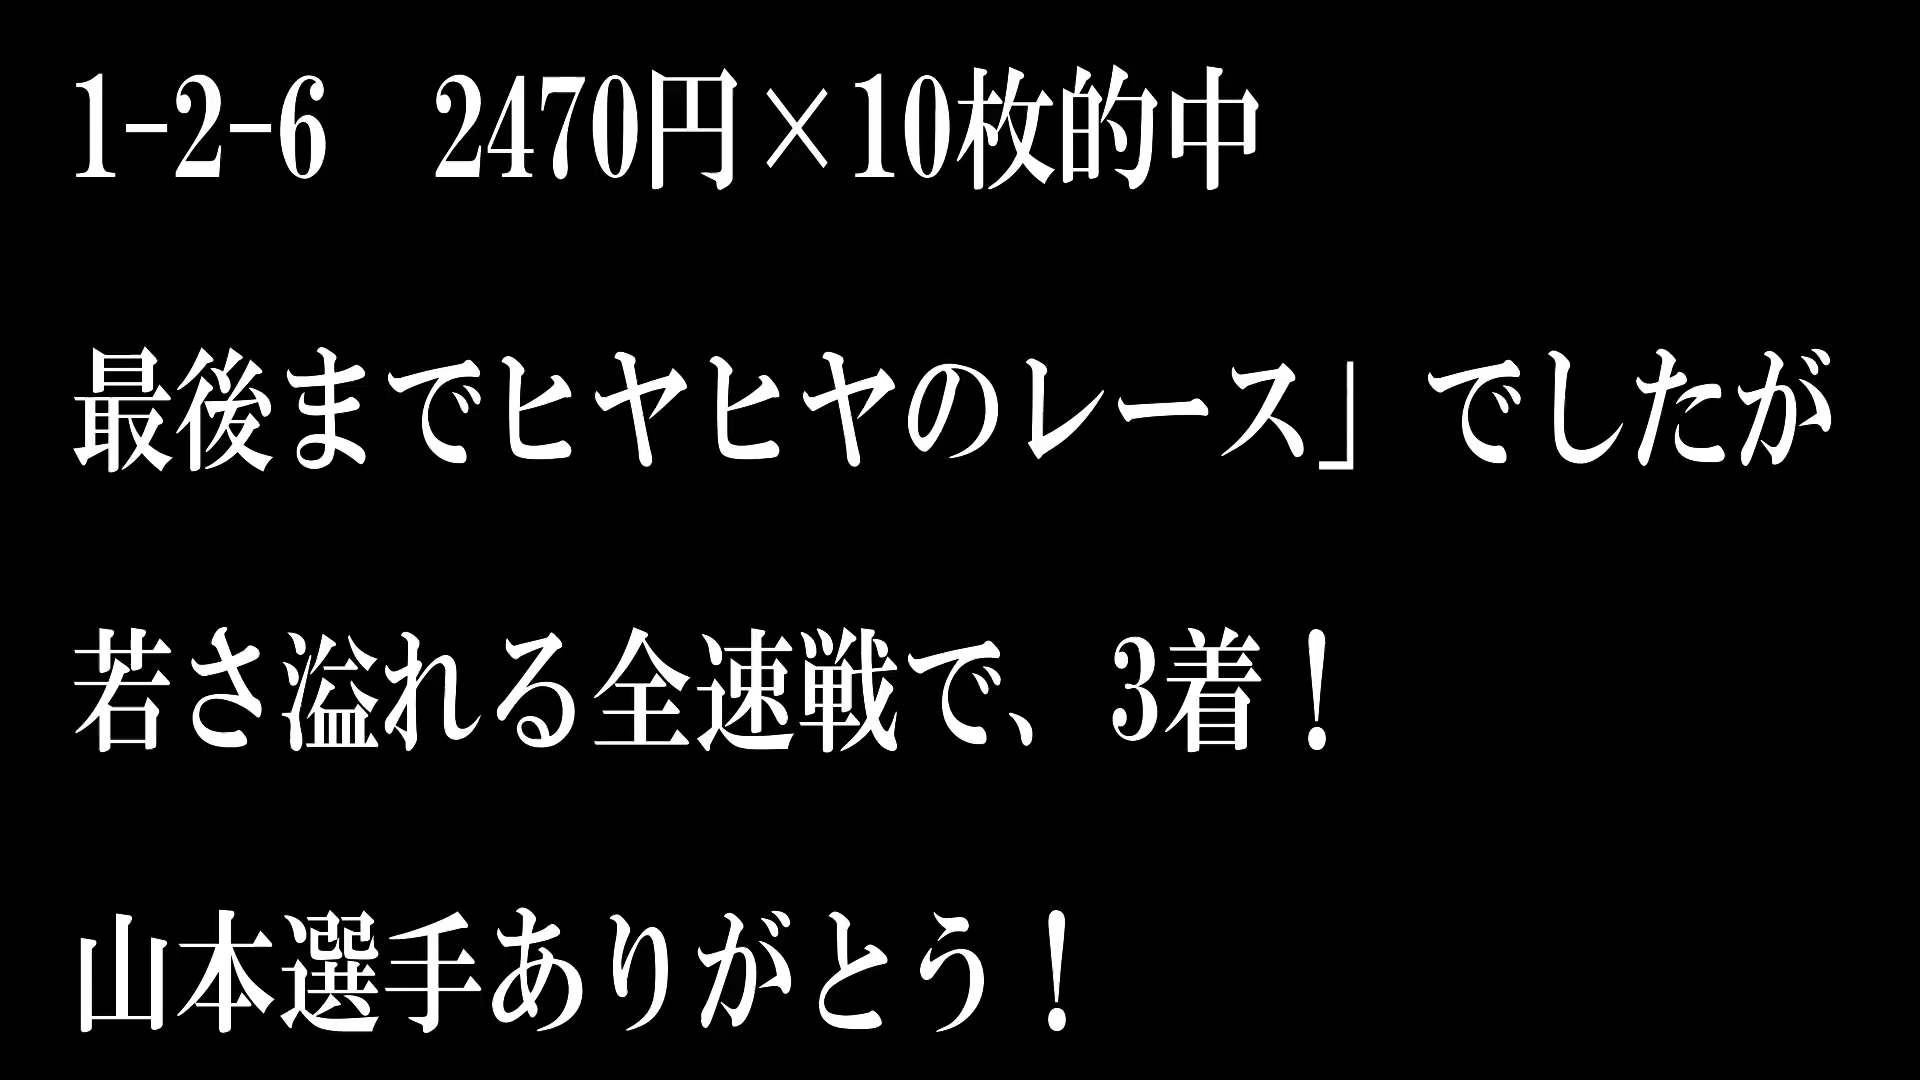 1-2-6　2470円×10枚的中
最後までヒヤヒヤのレース」でしたが
若さ溢れる全速戦で、3着！
山本選手ありがとう！